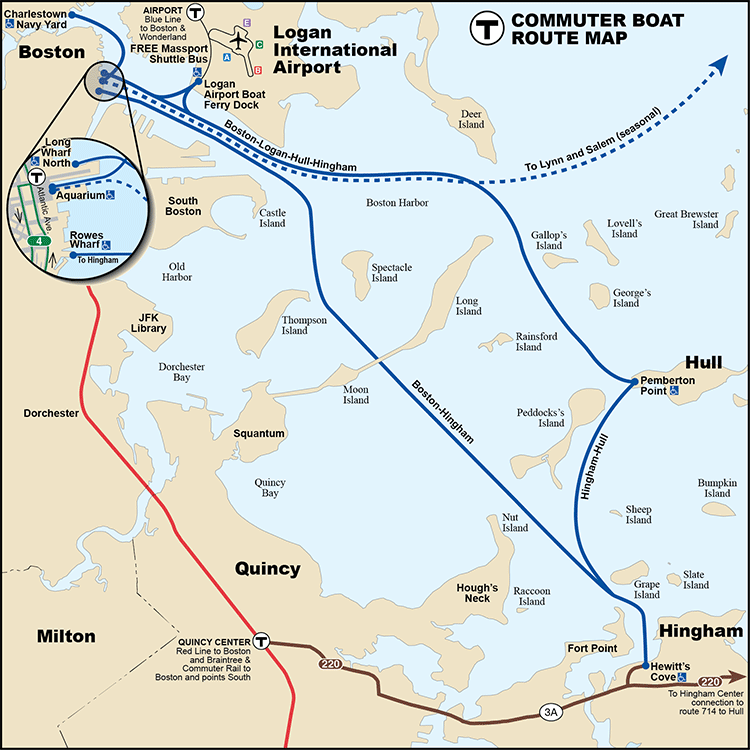 T
COMMUTER BOAT
ROUTE MAP
Charlestown
Navy Yard
Boston
AIRPORT
T
Blue Line
to Boston &
Wonderland
FREE Massport
Shuttle Bus
E
C
A
B
Logan
International
Airport
Logan
Airport Boat
Ferry Dock
Deer
Island
Boston-Logan-Hull-Hingham
To Lynn and Salem (seasonal)
Long
Wharf
North
T
Aquarium
Atlantic Ave.
4
Rowes
Wharf
To Hingham
South
Boston
Castle
Island
Boston Harbor
Gallop's
Island
Lovell's
Island
Great Brewster
Island
Old
Harbor
Spectacle
Island
Long
Island
George's
Island
JFK
Library
Thompson
Island
Rainsford
Island
Dorchester
Bay
Moon
Island
Hull
Pemberton
Point
Dorchester
Boston-Hingham
Peddocks's
Island
Squantum
Hingham-Hull
Quincy
Bay
Bumpkin
Island
Nut
Island
Sheep
Island
Quincy
Hough's
Neck
Raccoon
Island
Grape
Island
Slate
Island
Milton
QUINCY CENTER
T
Red Line to Boston
and Braintree &
Commuter Rail to
Boston and points South
220
3A
Fort Point
Hingham
Hewitt's
Cove
220
To Hingham Center
connection to
route 714 to Hull